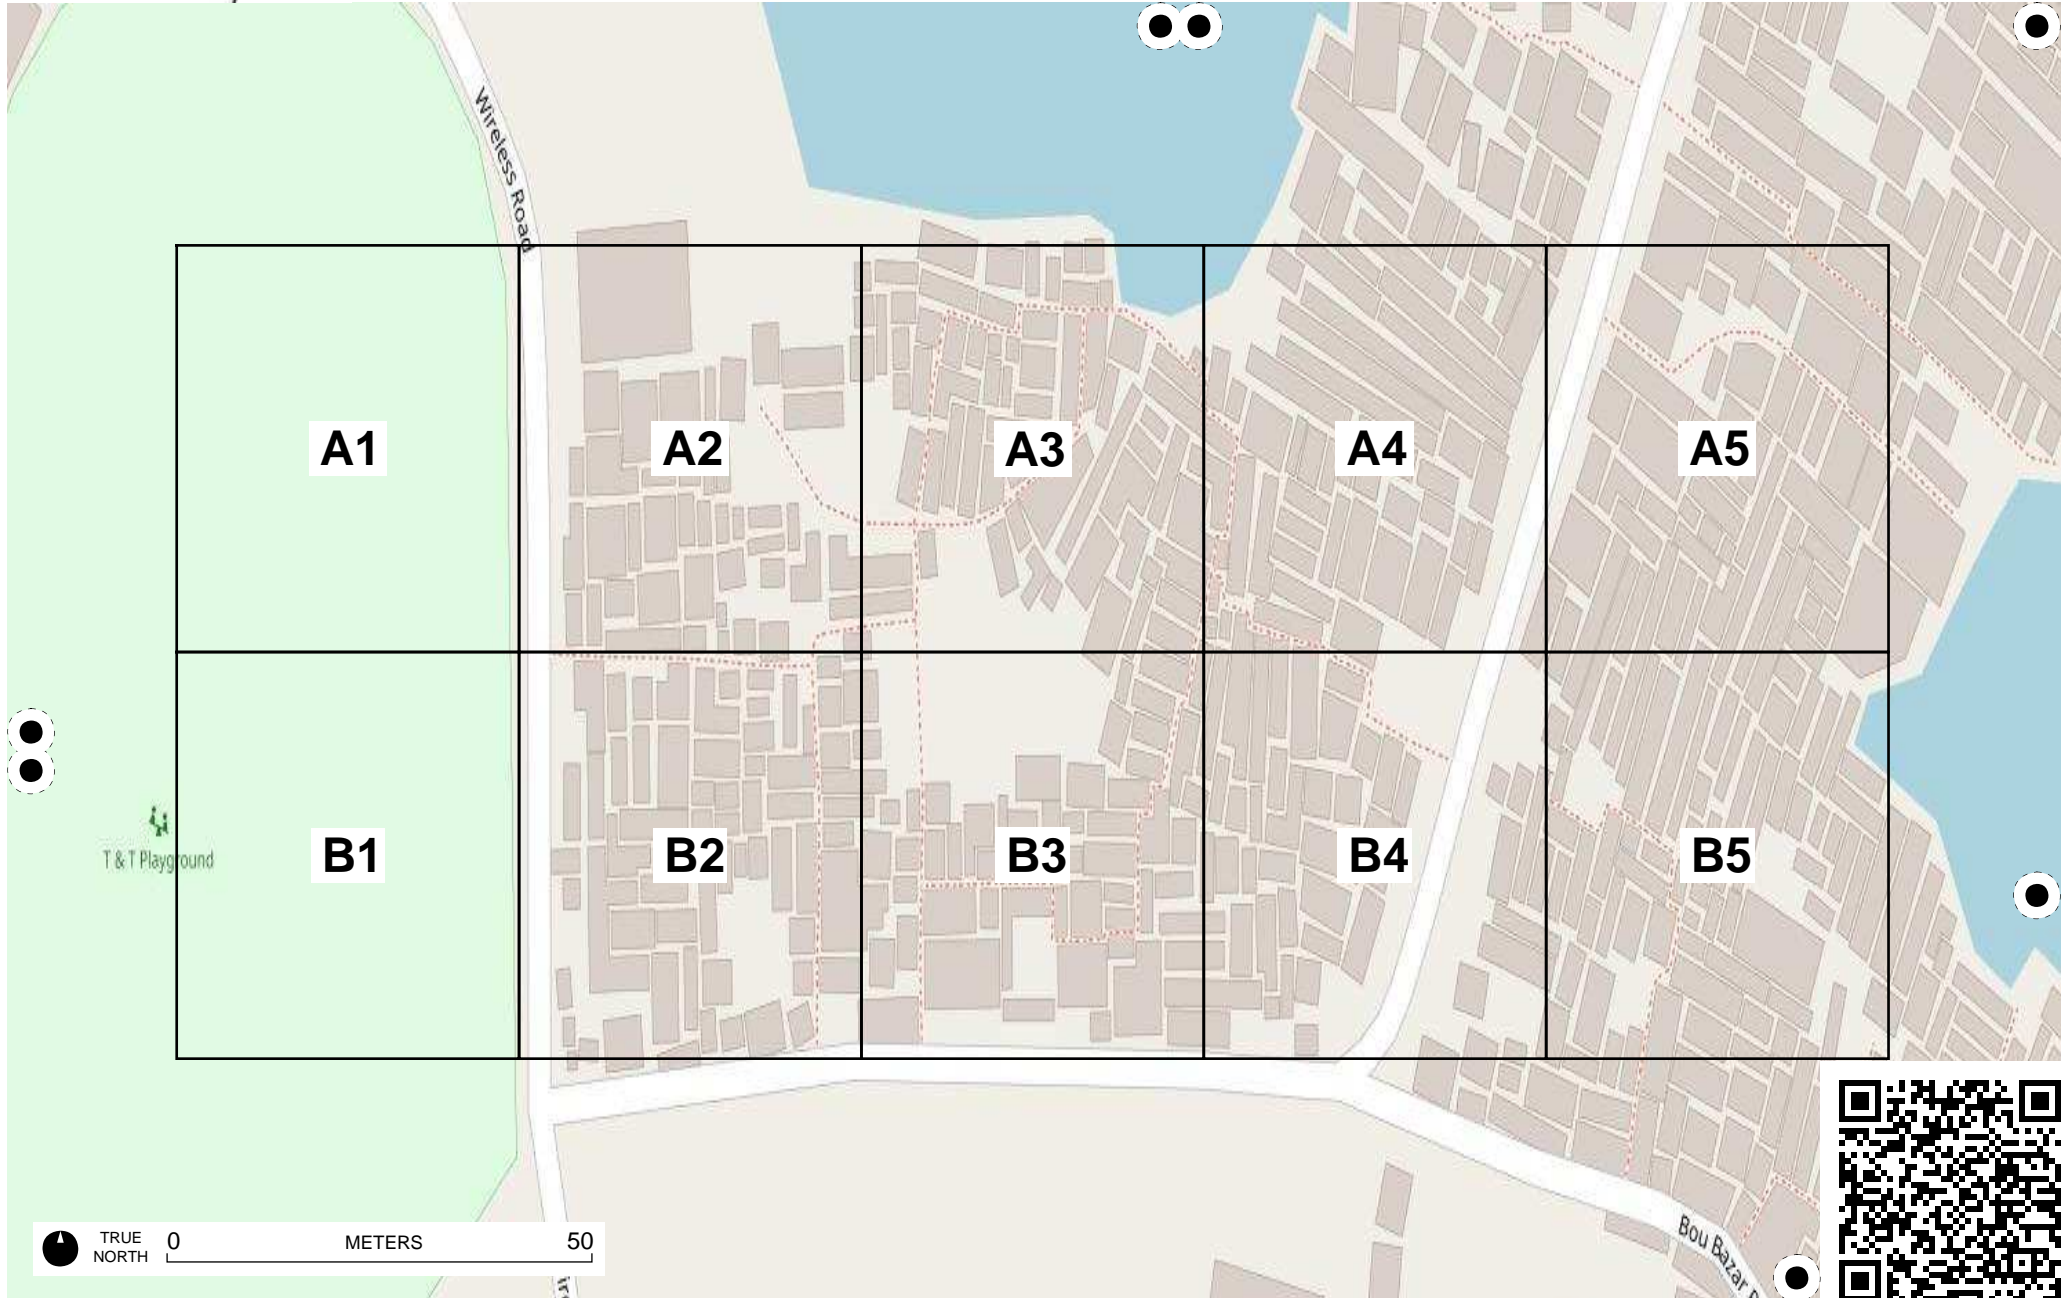 Wireless Road
A1
A2
A3
A4
A5
B1
B2
B3
B4
B5
T & T Playground
TRUE
NORTH
0
METERS
50
Bou Bazar